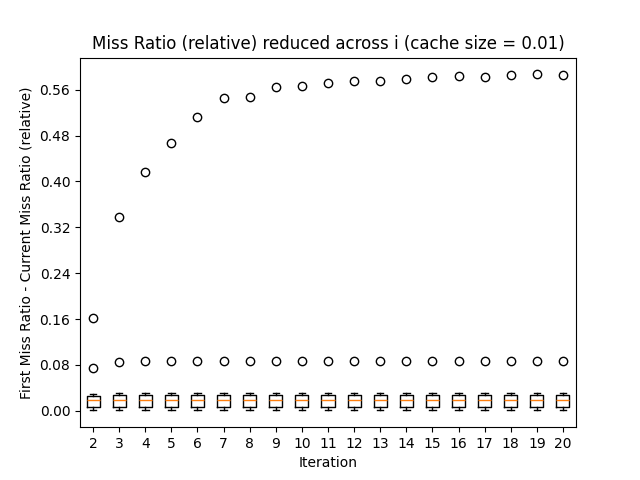 Miss Ratio (relative) reduced across i (cache size = 0.01)
First Miss Ratio - Current Miss Ratio (relative)
0.56
0.48
0.40
0.32
0.24
0.16
0.08
0.00
2 3 4 5 6 7 8 9 10 11 12 13 14 15 16 17 18 19 20
Iteration